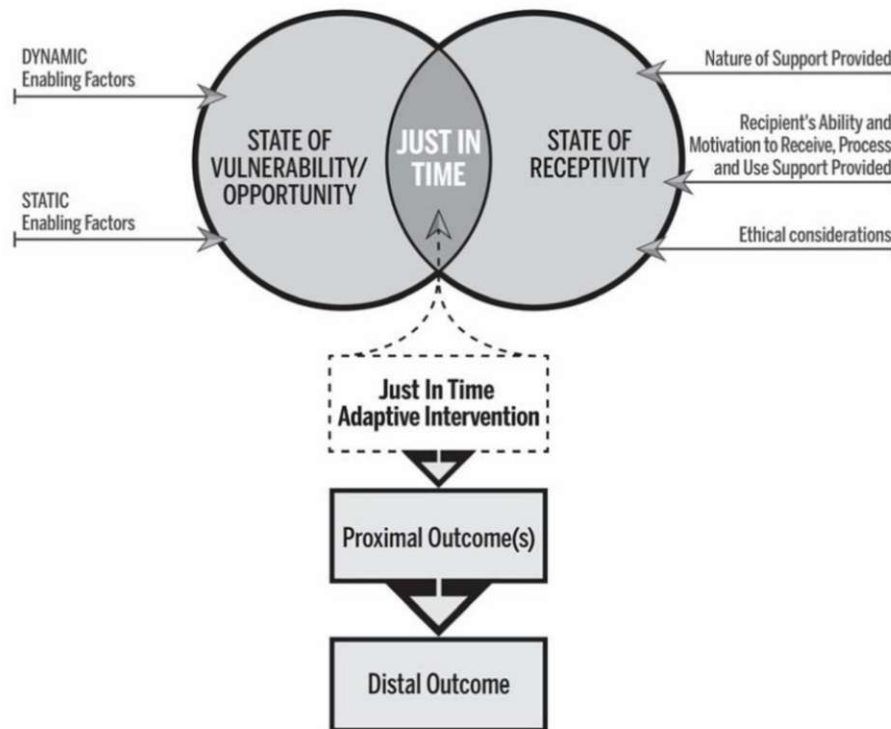 DYNAMIC
Enabling Factors
STATIC
Enabling Factors
STATE OF
VULNERABILITY/
OPPORTUNITY
JUST IN
TIME
STATE OF
RECEPTIVITY
Nature of Support Provided
Recipient's Ability and
Motivation to Receive, Process
and Use Support Provided
Ethical considerations
Just In Time
Adaptive Intervention
Proximal Outcome(s)
Distal Outcome